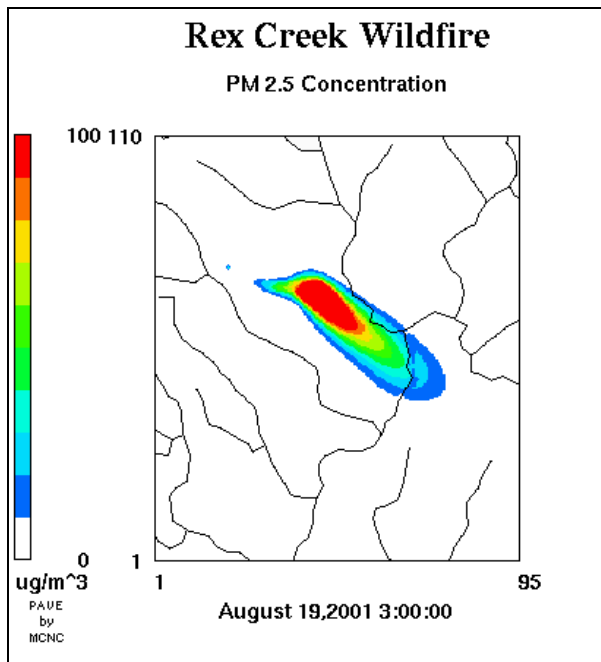 Rex Creek Wildfire
PM 2.5 Concentration
100 110
0 1
ug/m^3 1 95
PAVE
by
MCNC
August 19,2001 3:00:00